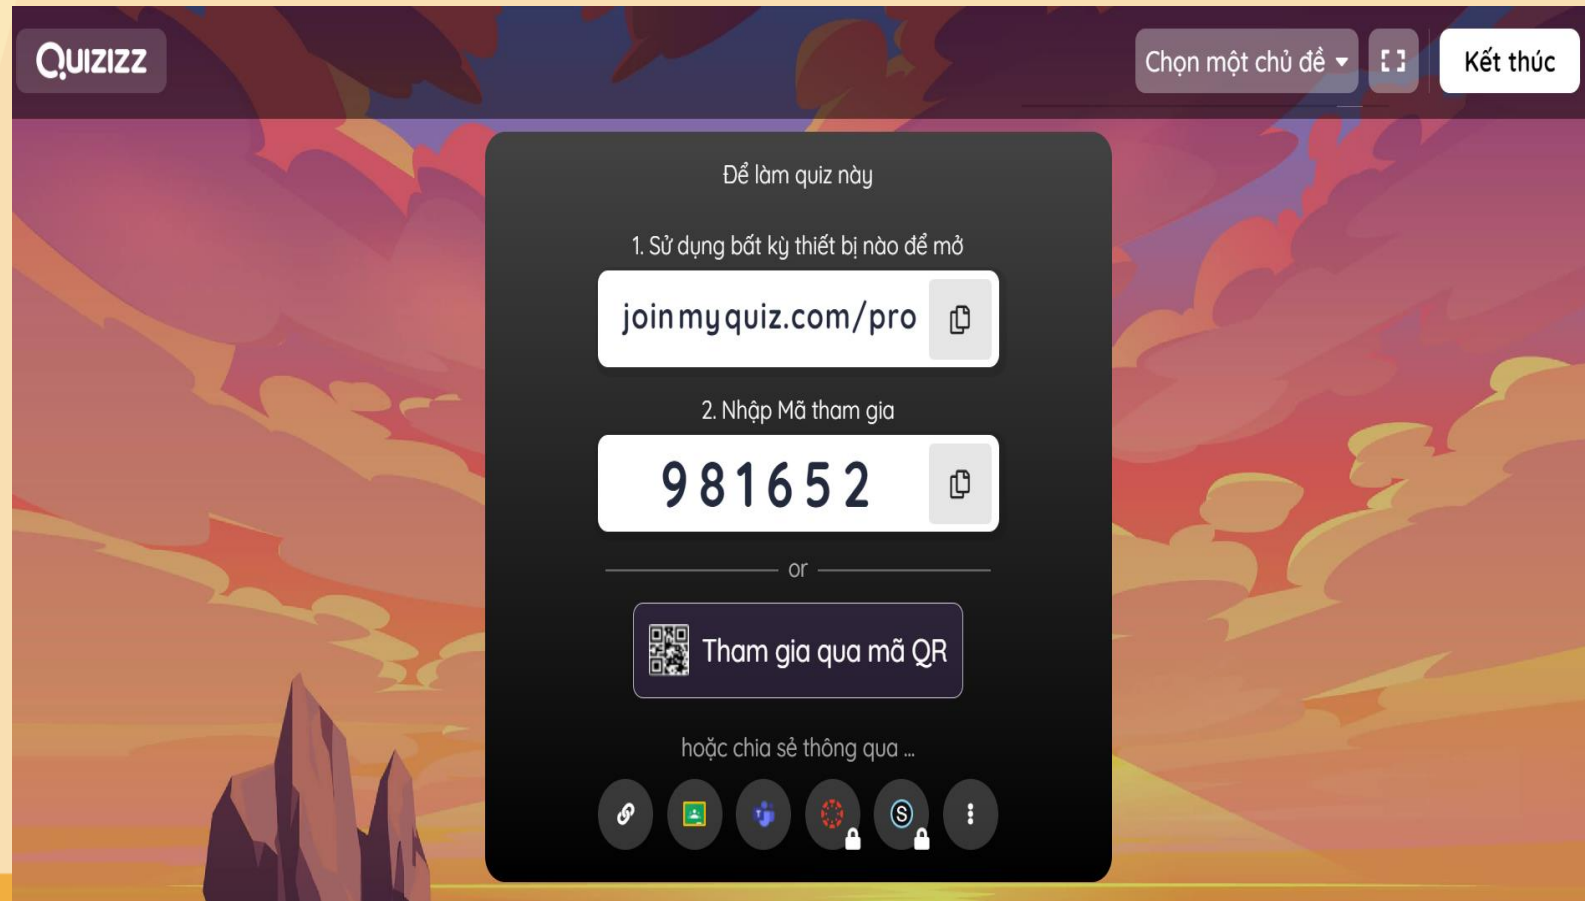 Quizizz
Chọn một chủ đề
Kết thúc
Để làm quiz này
1. Sử dụng bất kỳ thiết bị nào để mở
joinmyquiz.com/pro
2. Nhập Mã tham gia
981652
or
Tham gia qua mã QR
hoặc chia sẻ thông qua ...
S